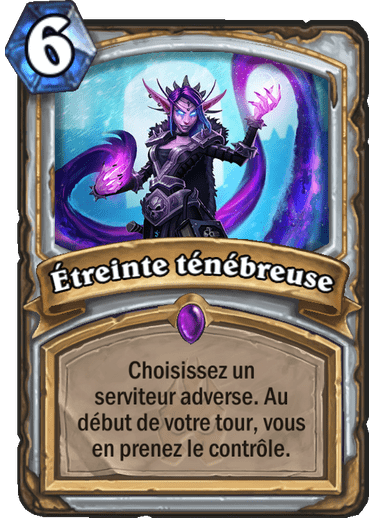 6
Étreinte ténébreuse
Choisissez un
serviteur adverse. Au
début de votre tour, vous
en prenez le contrôle.